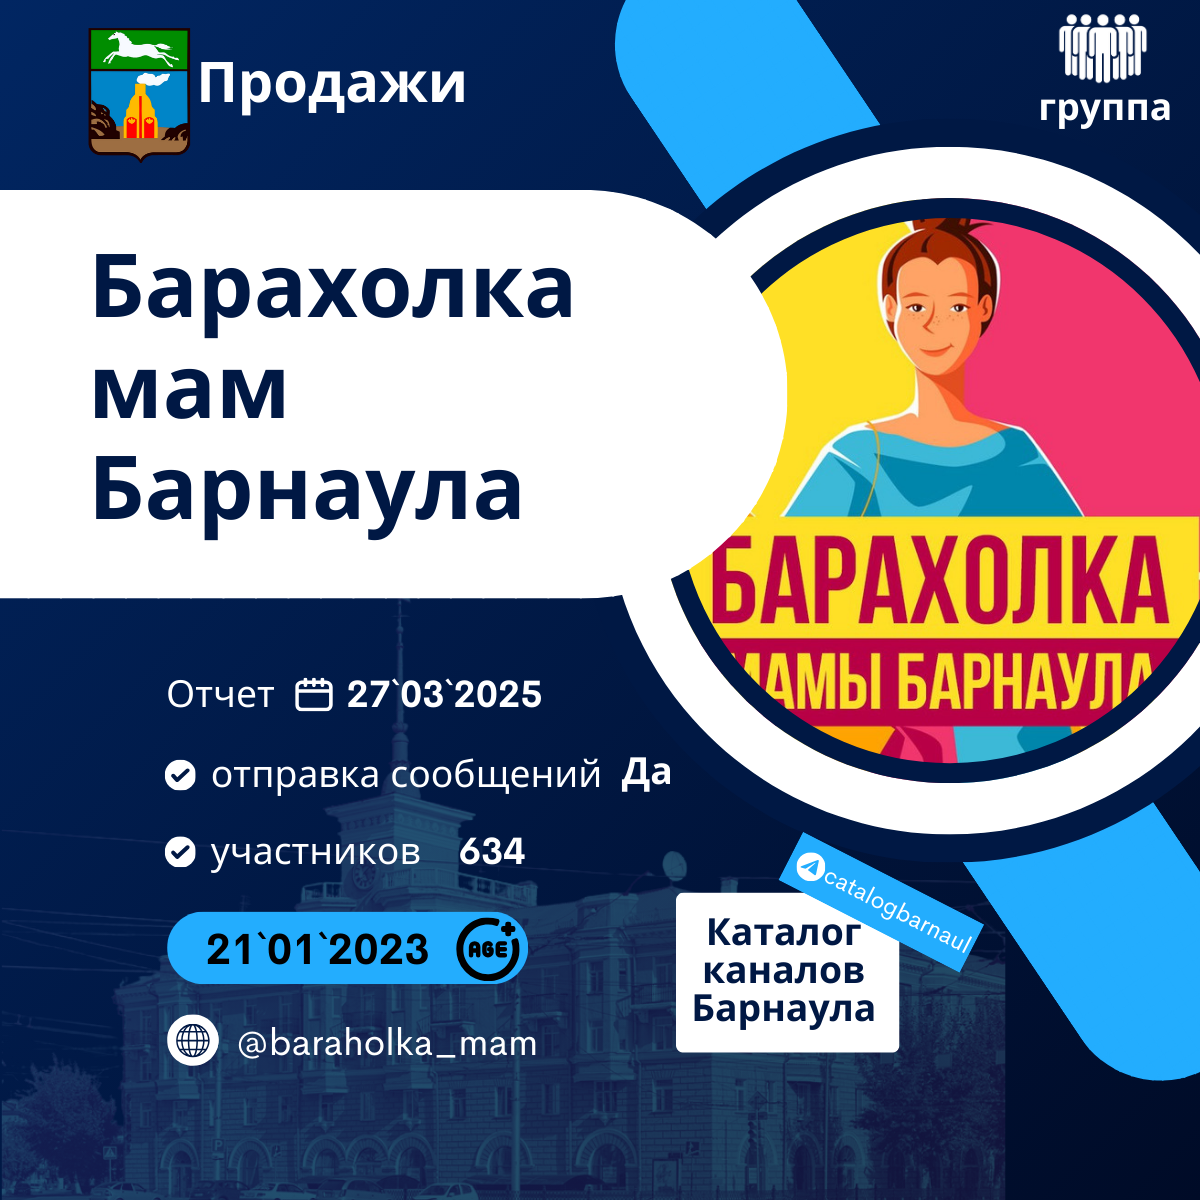 Продажи
группа
Барахолка
мам
Барнаула
БАРАХОЛКА
МАМЫ БАРНАУЛА
Отчет 27`03`2025
отправка сообщений Да
участников 634
21`01`2023 AGE+
@baraholka_mam
catalogbarnaul
Каталог
каналов
Барнаула